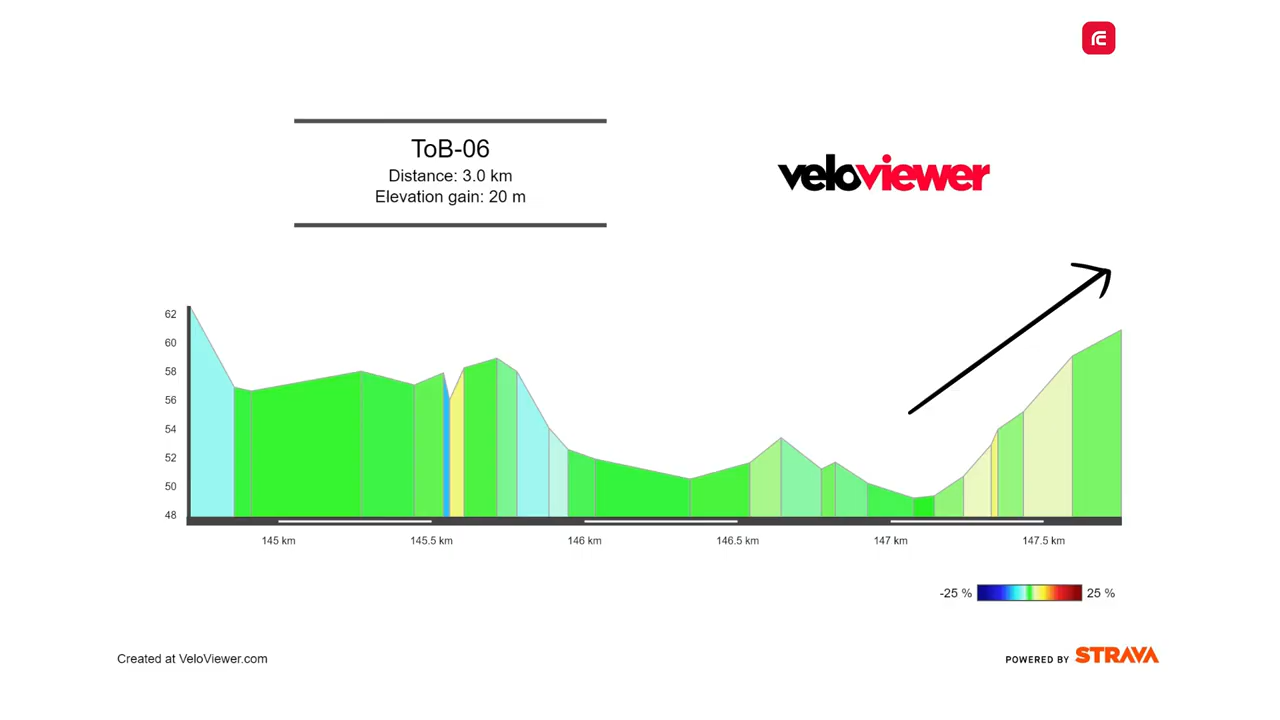 ToB-06
Distance: 3.0 km
Elevation gain: 20 m
veloviewer
62
60
58
56
54
52
50
48
145 km
145.5 km
146 km
146.5 km
147 km
147.5 km
-25 %
25 %
Created at VeloViewer.com
POWERED BY STRAVA